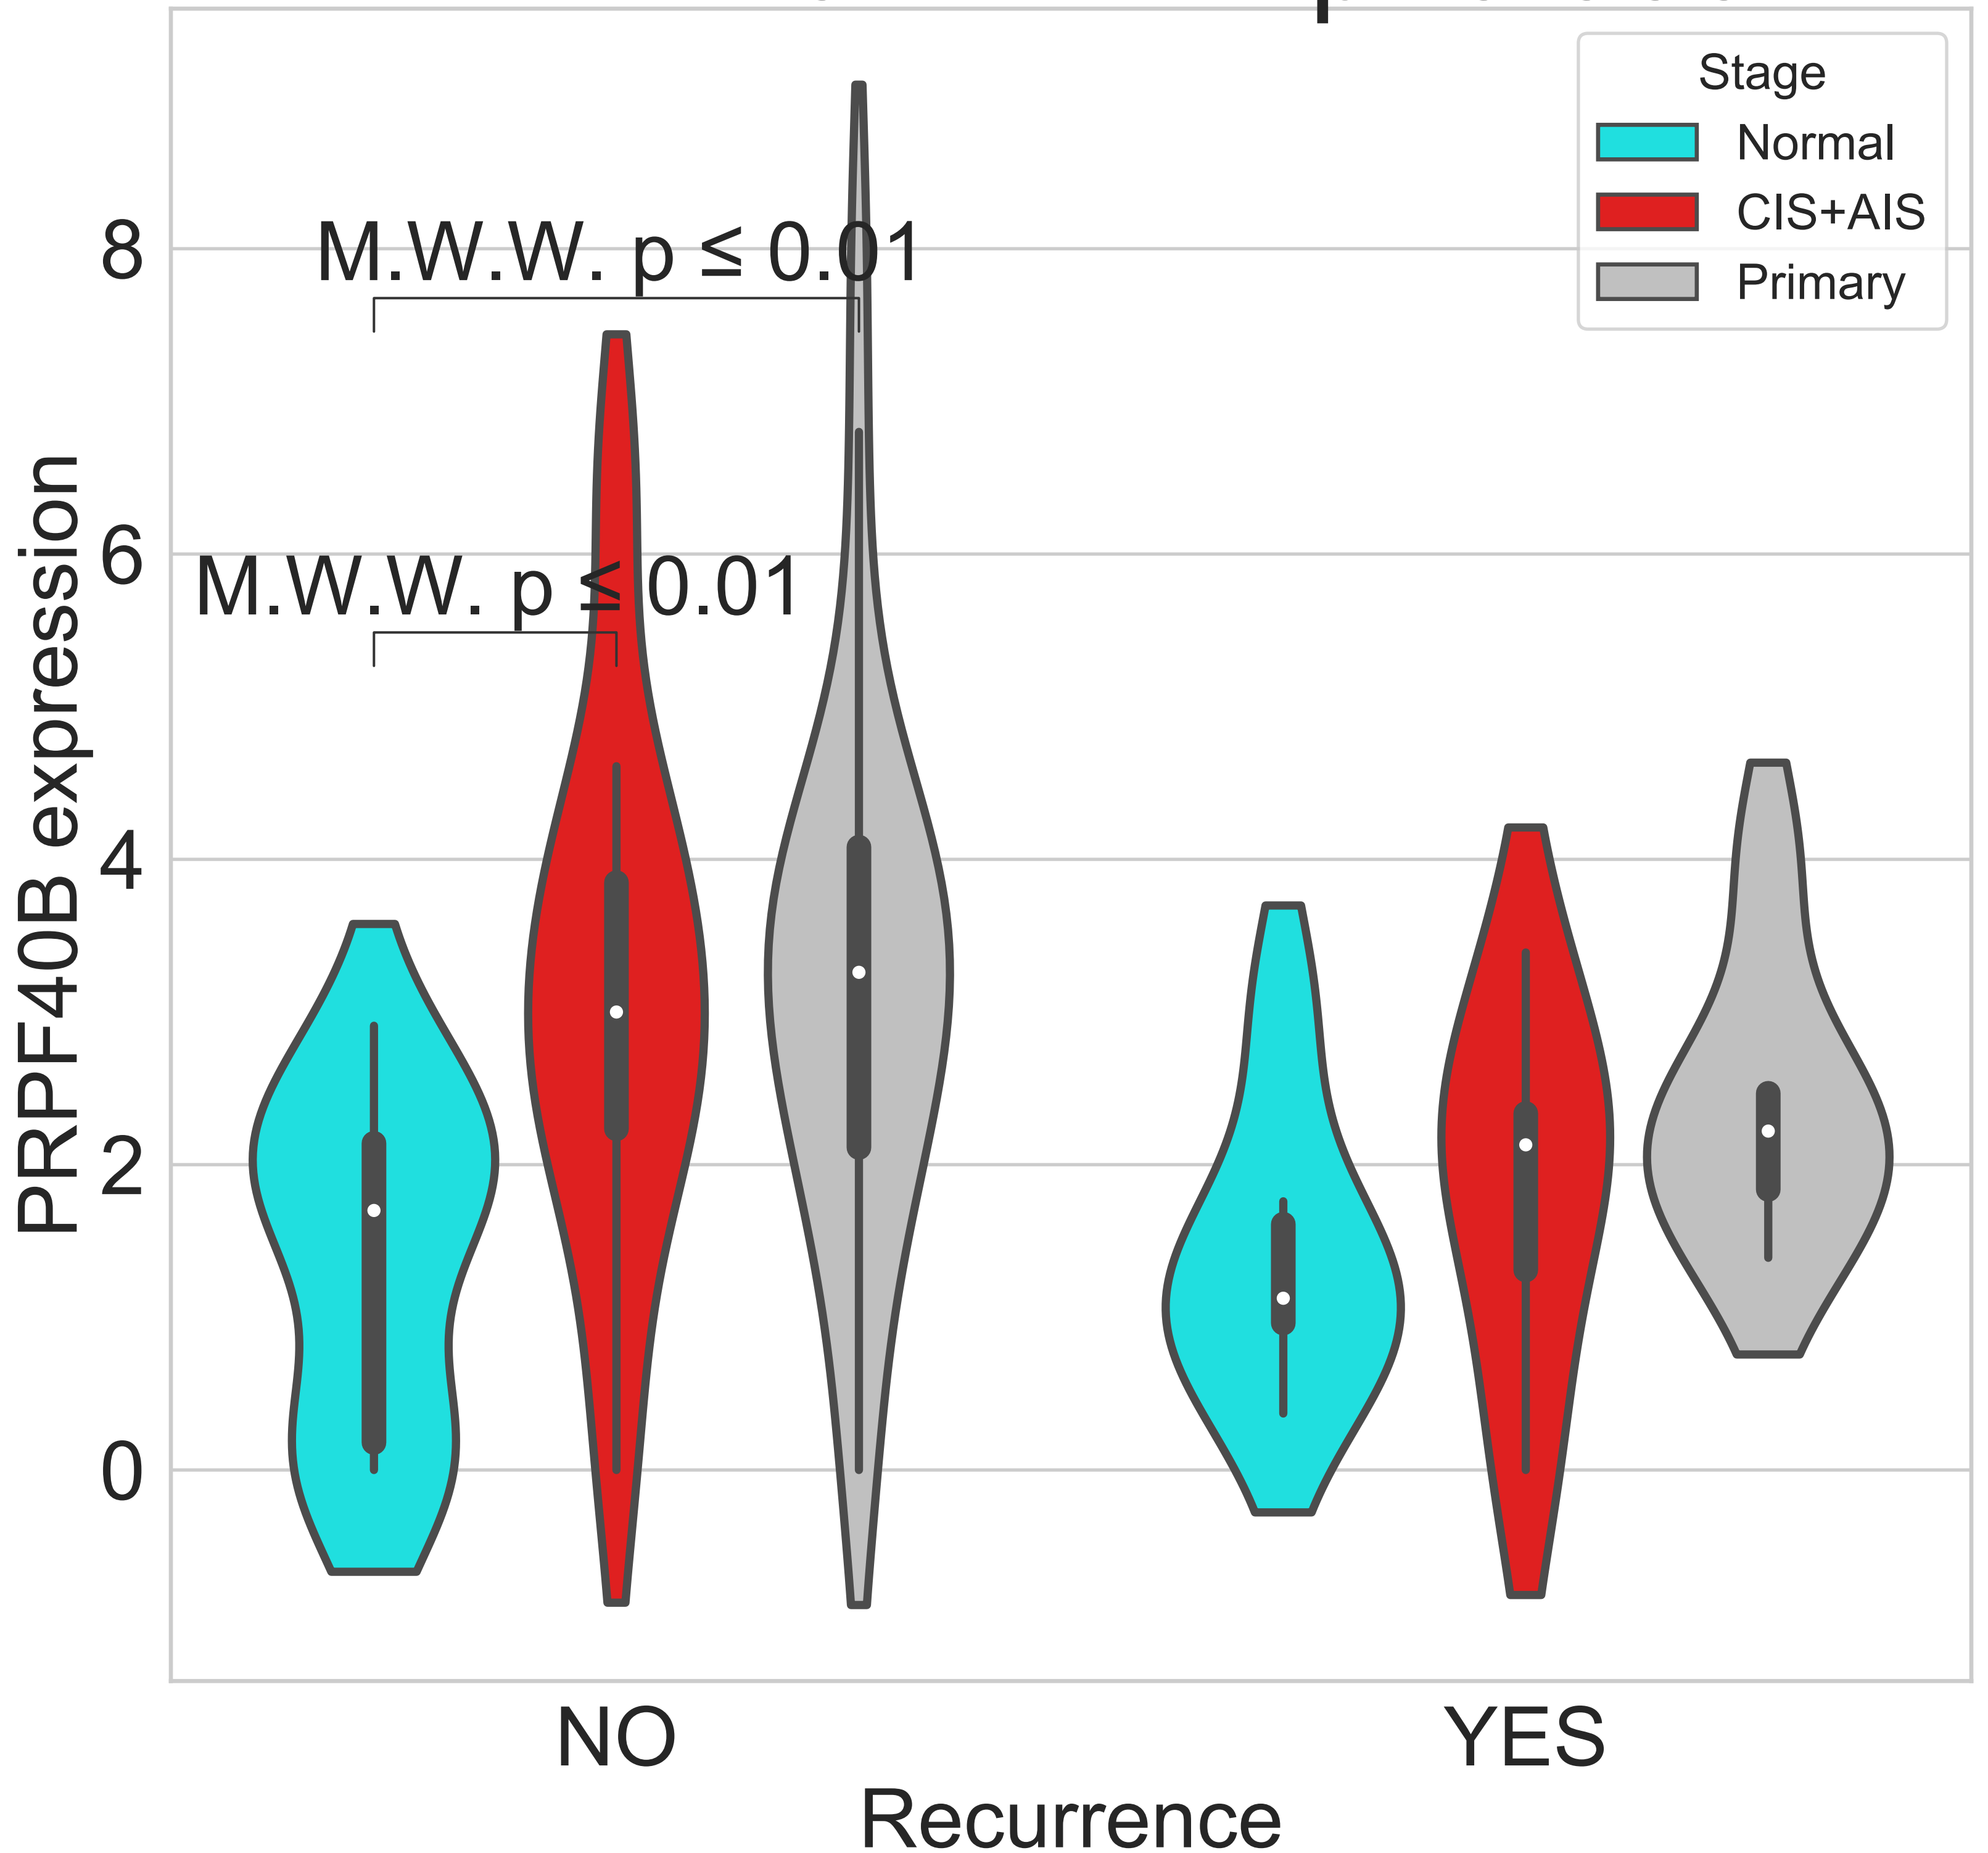 Stage
Normal
CIS+AIS
Primary
M.W.W. p ≤ 0.01
M.W.W. p ≤ 0.01
PRPF40B expression
8
6
4
2
0
NO
YES
Recurrence